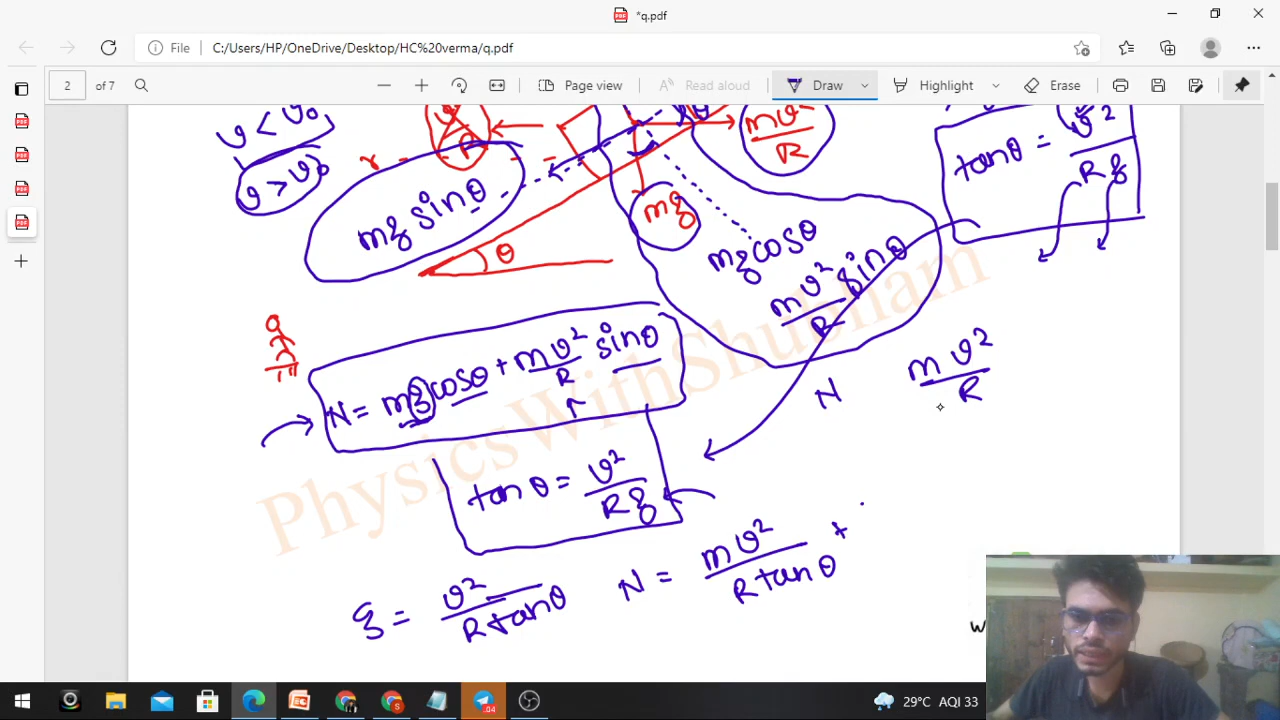 *q.pdf
File C:/Users/HP/OneDrive/Desktop/HC%20verma/q.pdf
2 of 7 Page view Read aloud Draw Highlight Erase
v < v₀
v > v₀
mg sinθ
θ
mg
mv²/R
tanθ = v²/Rg
mg cosθ
mv²/R sinθ
N = mg cosθ + mv²/R sinθ
N
mv²/R
tanθ = v²/Rg
g = v²/R tanθ
N = mv²/R tanθ +
PhysicsWithShubham
29°C AQI 33